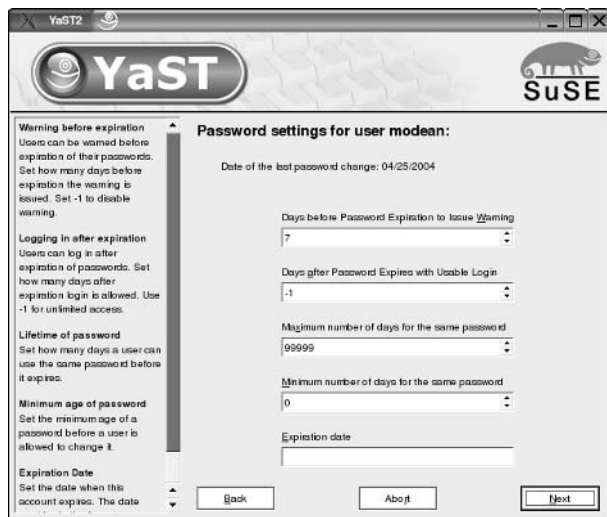 YaST2
YaST
SuSE
Warning before expiration
Users can be warned before
expiration of their passwords.
Set how many days before
expiration the warning is
issued. Set -1 to disable
warning.
Logging in after expiration
Users can log in after
expiration of passwords. Set
how many days after
expiration login is allowed. Use
-1 for unlimited access.
Lifetime of password
Set how many days a user can
use the same password before
it expires.
Minimum age of password
Set the minimum age of a
password before a user is
allowed to change it.
Expiration Date
Set the date when this
account expires. The date
Password settings for user modean:
Date of the last password change: 04/25/2004
Days before Password Expiration to Issue Warning
7
Days after Password Expires with Usable Login
-1
Maximum number of days for the same password
99999
Minimum number of days for the same password
0
Expiration date
Back
Abort
Next